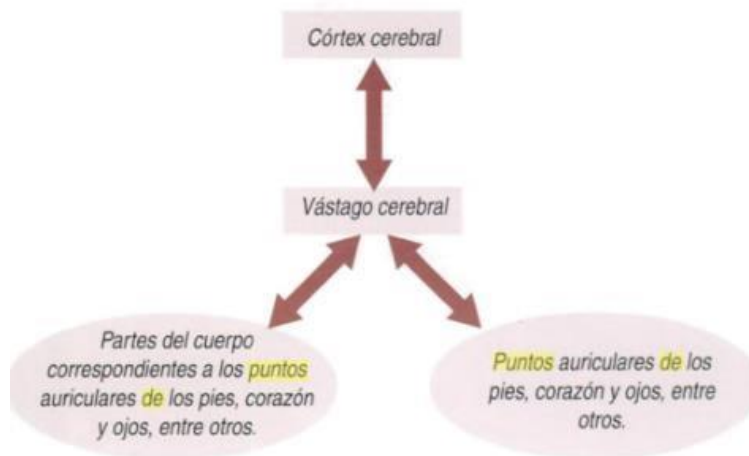 Córtex cerebral
Vástago cerebral
Partes del cuerpo
correspondientes a los puntos
auriculares de los pies, corazón
y ojos, entre otros.
Puntos auriculares de los
pies, corazón y ojos, entre
otros.